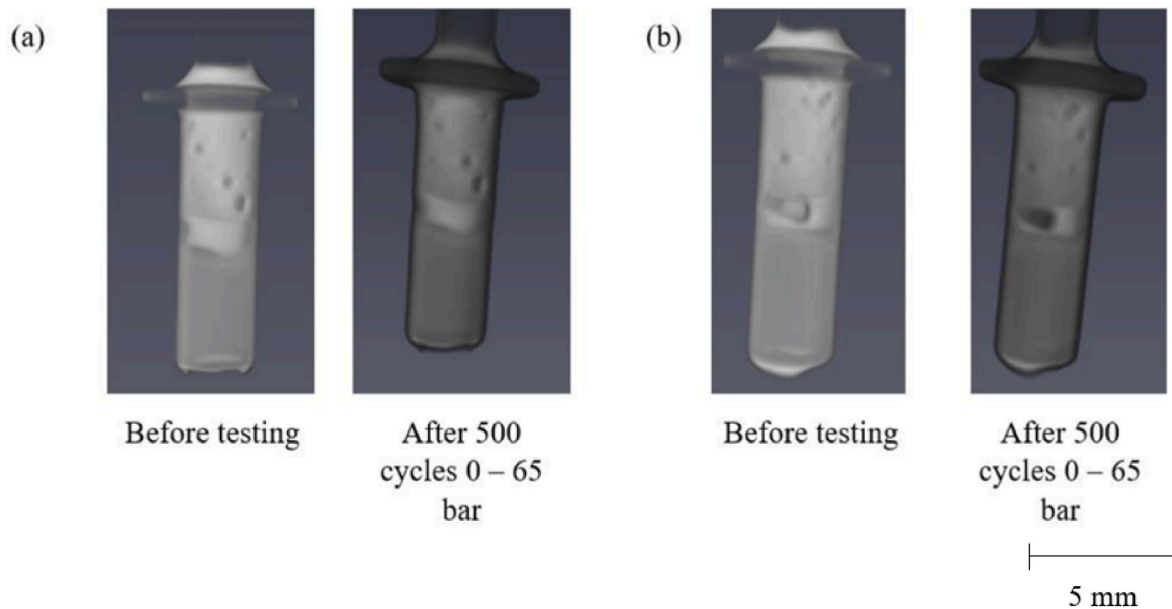 (a)
(b)
Before testing
After 500
cycles 0 – 65
bar
Before testing
After 500
cycles 0 – 65
bar
5 mm